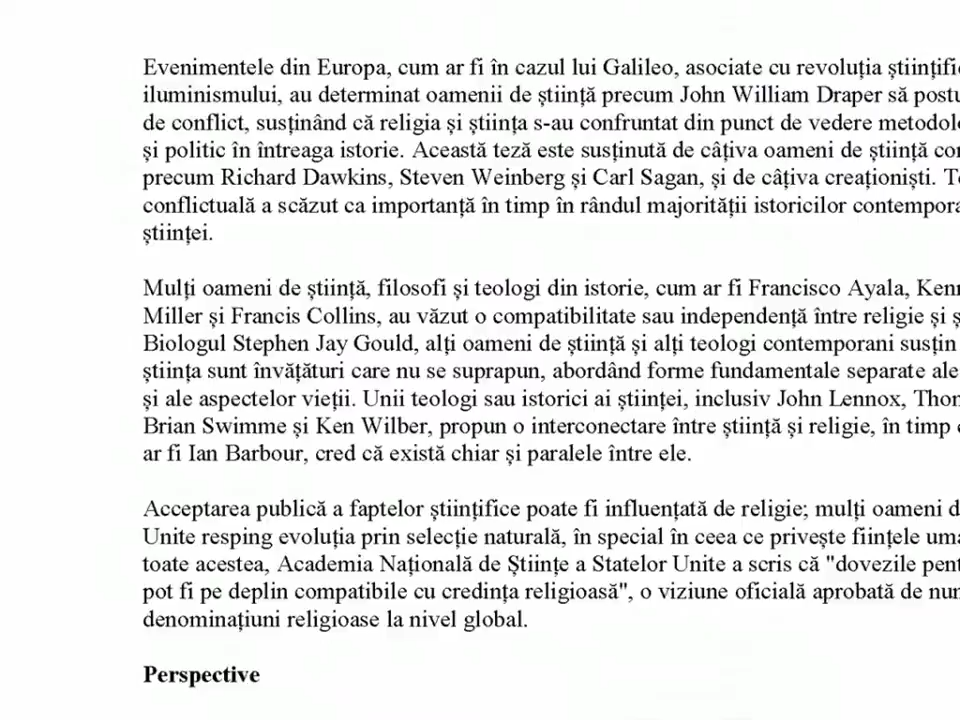 Evenimentele din Europa, cum ar fi în cazul lui Galileo, asociate cu revoluția științific
iluminismului, au determinat oamenii de știință precum John William Draper să postu
de conflict, susținând că religia și știința s-au confruntat din punct de vedere metodol
și politic în întreaga istorie. Această teză este susținută de câțiva oameni de știință con
precum Richard Dawkins, Steven Weinberg și Carl Sagan, și de câțiva creaționiști. Te
conflictuală a scăzut ca importanță în timp în rândul majorității istoricilor contempora
științei.
Mulți oameni de știință, filosofi și teologi din istorie, cum ar fi Francisco Ayala, Kenn
Miller și Francis Collins, au văzut o compatibilitate sau independență între religie și ș
Biologul Stephen Jay Gould, alți oameni de știință și alți teologi contemporani susțin
știința sunt învățături care nu se suprapun, abordând forme fundamentale separate ale
și ale aspectelor vieții. Unii teologi sau istorici ai științei, inclusiv John Lennox, Thom
Brian Swimme și Ken Wilber, propun o interconectare între știință și religie, în timp c
ar fi Ian Barbour, cred că există chiar și paralele între ele.
Acceptarea publică a faptelor științifice poate fi influențată de religie; mulți oameni d
Unite resping evoluția prin selecție naturală, în special în ceea ce privește ființele uma
toate acestea, Academia Națională de Științe a Statelor Unite a scris că "dovezile pent
pot fi pe deplin compatibile cu credința religioasă", o viziune oficială aprobată de num
denominațiuni religioase la nivel global.
Perspective